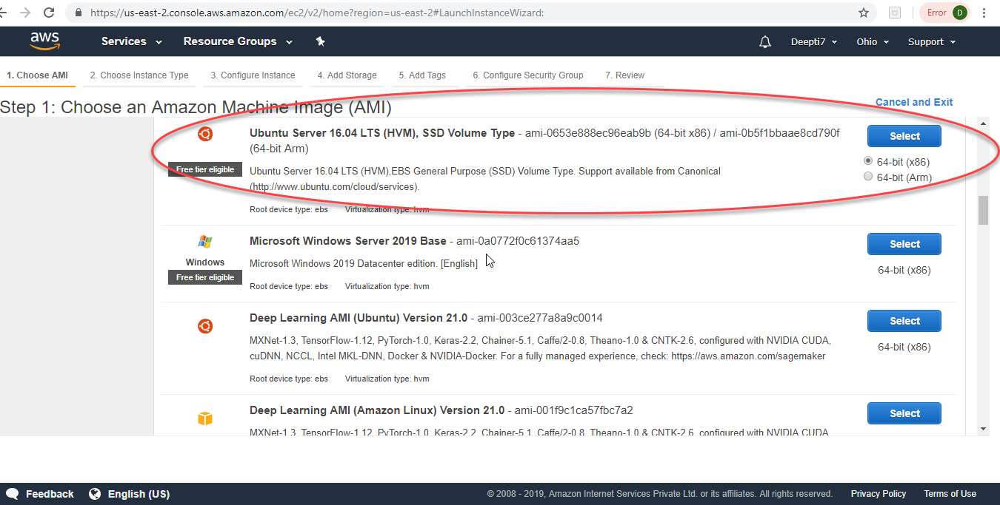 https://us-east-2.console.aws.amazon.com/ec2/v2/home?region=us-east-2#LaunchInstanceWizard:
Error D
aws Services Resource Groups Deepti7 Ohio Support
1. Choose AMI 2. Choose Instance Type 3. Configure Instance 4. Add Storage 5. Add Tags 6. Configure Security Group 7. Review
Step 1: Choose an Amazon Machine Image (AMI)
Cancel and Exit
Ubuntu Server 16.04 LTS (HVM), SSD Volume Type - ami-0653e888ec96eab9b (64-bit x86) / ami-0b5f1bbaae8cd790f
(64-bit Arm)
Free tier eligible
Ubuntu Server 16.04 LTS (HVM),EBS General Purpose (SSD) Volume Type. Support available from Canonical
(http://www.ubuntu.com/cloud/services).
Root device type: ebs Virtualization type: hvm
Select
64-bit (x86)
64-bit (Arm)
Windows
Free tier eligible
Microsoft Windows Server 2019 Base - ami-0a0772f0c61374aa5
Microsoft Windows 2019 Datacenter edition. [English]
Root device type: ebs Virtualization type: hvm
Select
64-bit (x86)
Deep Learning AMI (Ubuntu) Version 21.0 - ami-003ce277a8a9c0014
MXNet-1.3, TensorFlow-1.12, PyTorch-1.0, Keras-2.2, Chainer-5.1, Caffe/2-0.8, Theano-1.0 & CNTK-2.6, configured with NVIDIA CUDA,
cuDNN, NCCL, Intel MKL-DNN, Docker & NVIDIA-Docker. For a fully managed experience, check: https://aws.amazon.com/sagemaker
Root device type: ebs Virtualization type: hvm
Select
64-bit (x86)
Deep Learning AMI (Amazon Linux) Version 21.0 - ami-001f9c1ca57fbc7a2
MXNet-1.3, TensorFlow-1.12, PyTorch-1.0, Keras-2.2, Chainer-5.1, Caffe/2-0.8, Theano-1.0 & CNTK-2.6, configured with NVIDIA CUDA
Select
Feedback English (US) © 2008 - 2019, Amazon Internet Services Private Ltd. or its affiliates. All rights reserved. Privacy Policy Terms of Use